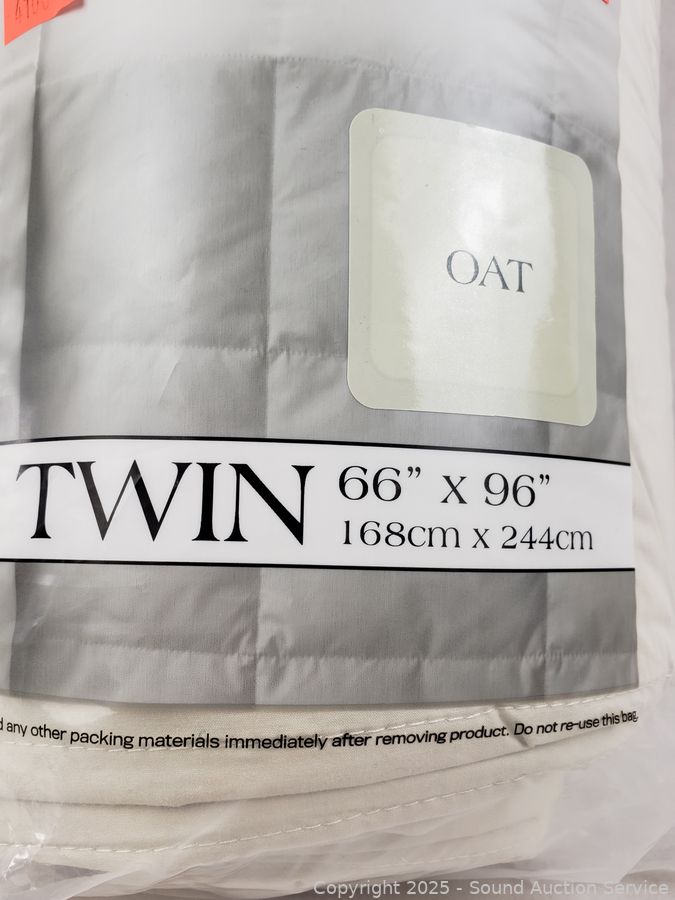 OAT
TWIN
66” X 96”
168cm x 244cm
any other packing materials immediately after removing product. Do not re-use this bag.
Copyright 2025 - Sound Auction Service